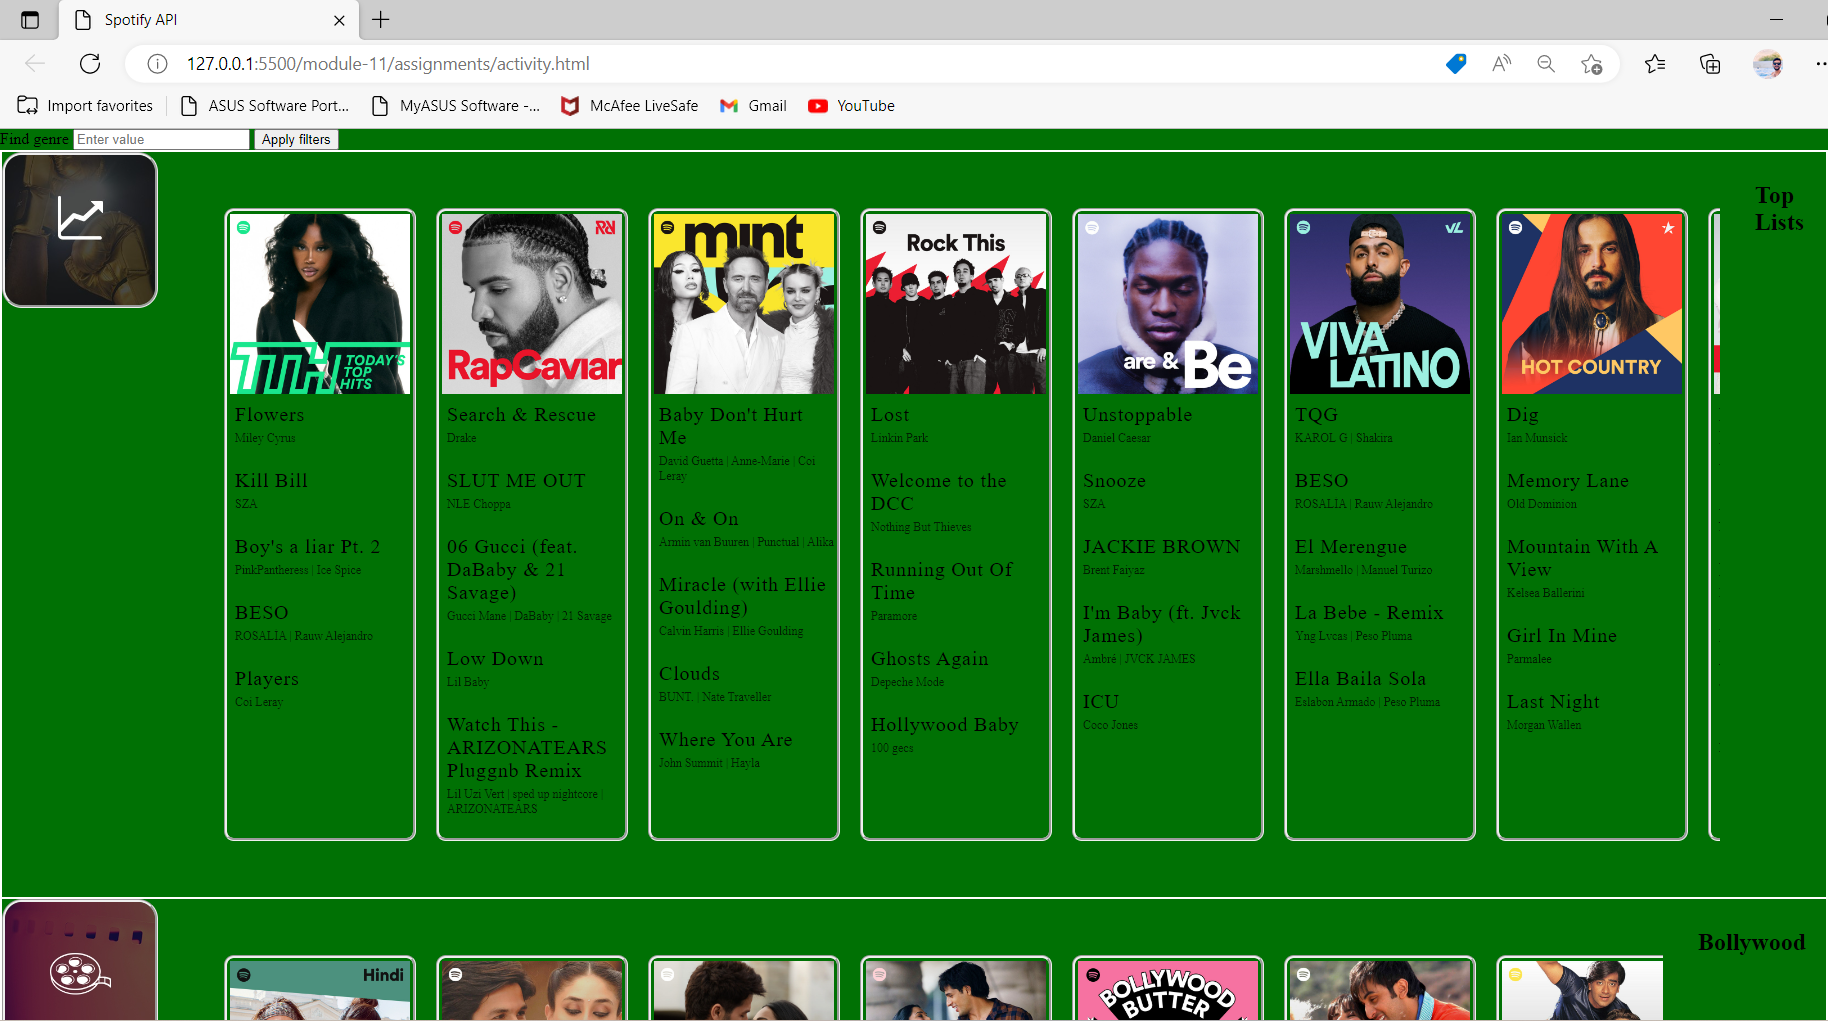 Spotify API
127.0.0.1:5500/module-11/assignments/activity.html
Import favorites
ASUS Software Port...
MyASUS Software -...
McAfee LiveSafe
Gmail
YouTube
Find genre
Enter value
Apply filters
Top
Lists
TTH TODAY'S
TOP
HITS
Flowers
Miley Cyrus
Kill Bill
SZA
Boy's a liar Pt. 2
PinkPantheress | Ice Spice
BESO
ROSALÍA | Rauw Alejandro
Players
Coi Leray
RapCaviar
Search & Rescue
Drake
SLUT ME OUT
NLE Choppa
06 Gucci (feat.
DaBaby & 21
Savage)
Gucci Mane | DaBaby | 21 Savage
Low Down
Lil Baby
Watch This -
ARIZONATEARS
Pluggnb Remix
Lil Uzi Vert | sped up nightcore |
ARIZONATEARS
mint
Baby Don't Hurt
Me
David Guetta | Anne-Marie | Coi
Leray
On & On
Armin van Buuren | Punctual | Alika
Miracle (with Ellie
Goulding)
Calvin Harris | Ellie Goulding
Clouds
BUNT. | Nate Traveller
Where You Are
John Summit | Hayla
Rock This
Lost
Linkin Park
Welcome to the
DCC
Nothing But Thieves
Running Out Of
Time
Paramore
Ghosts Again
Depeche Mode
Hollywood Baby
100 gecs
are & Be
Unstoppable
Daniel Caesar
Snooze
SZA
JACKIE BROWN
Brent Faiyaz
I'm Baby (ft. Jvck
James)
Ambré | JVCK JAMES
ICU
Coco Jones
VL
VIVA
LATINO
TQG
KAROL G | Shakira
BESO
ROSALÍA | Rauw Alejandro
El Merengue
Marshmello | Manuel Turizo
La Bebe - Remix
Yng Lvcas | Peso Pluma
Ella Baila Sola
Eslabon Armado | Peso Pluma
HOT COUNTRY
Dig
Ian Munsick
Memory Lane
Old Dominion
Mountain With A
View
Kelsea Ballerini
Girl In Mine
Parmalee
Last Night
Morgan Wallen
Bollywood
Hindi
BOLLYWOOD
BUTTER